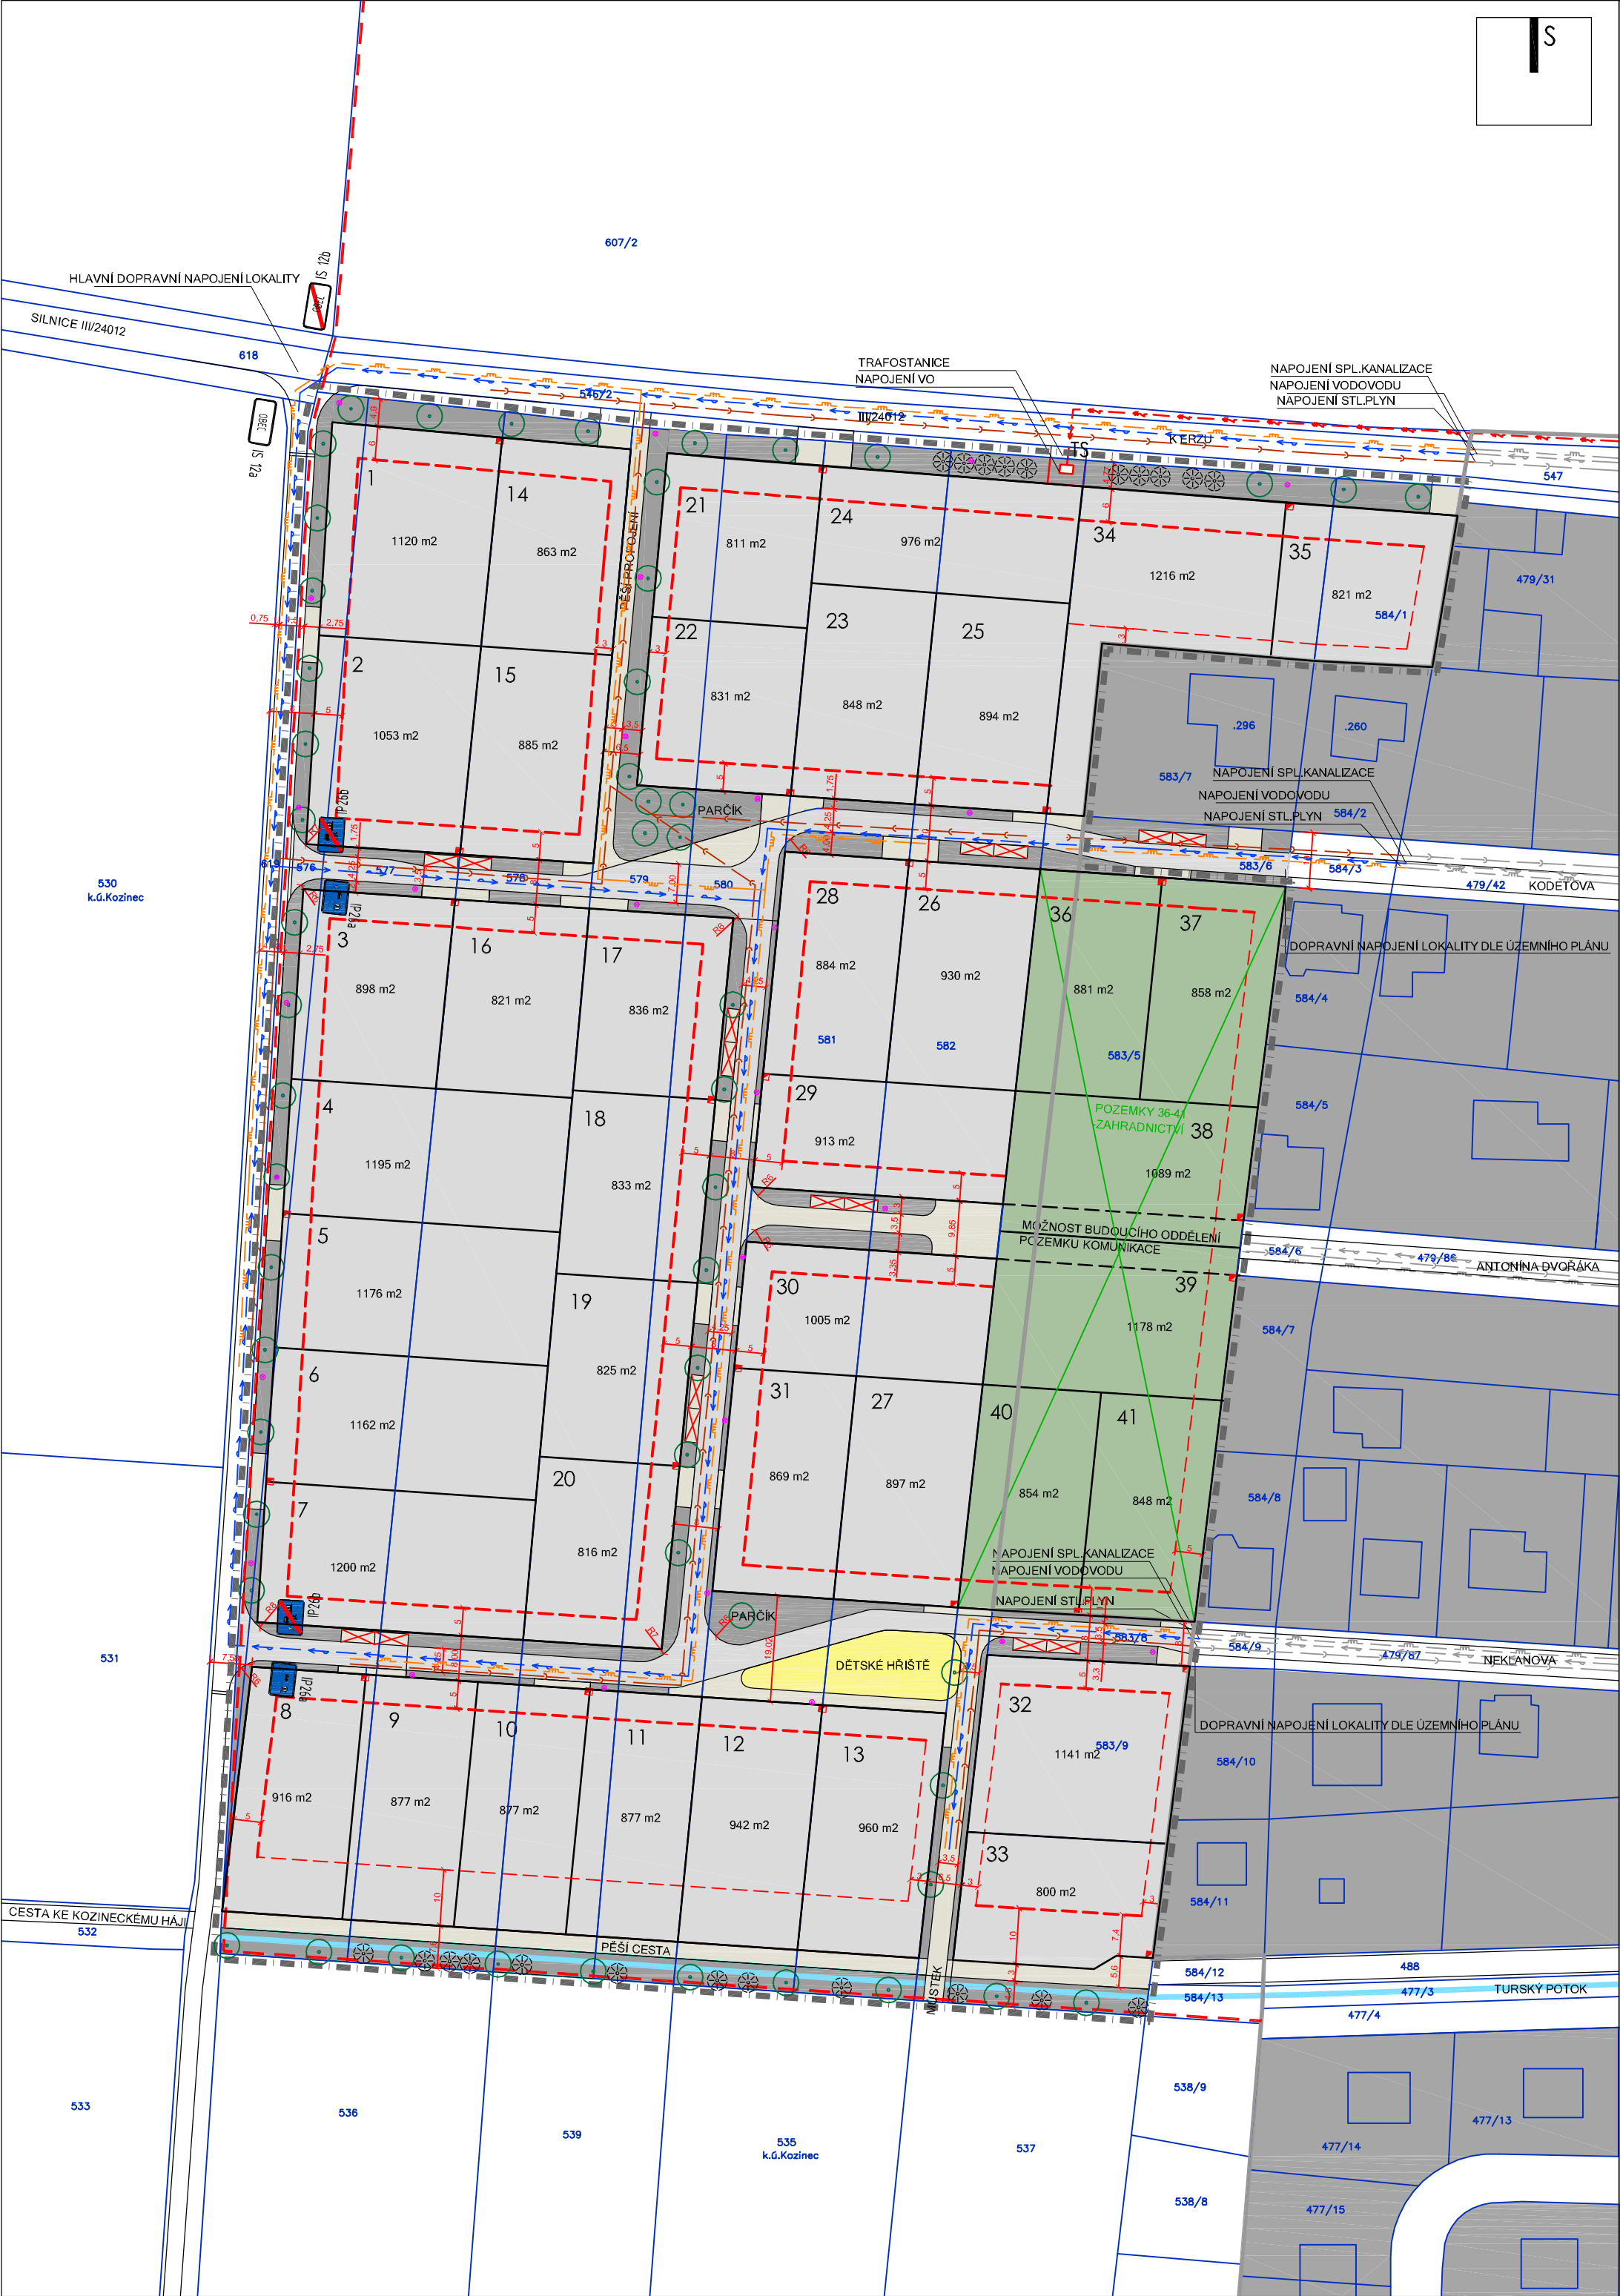 S
607/2
IS 12b
HLAVNÍ DOPRAVNÍ NAPOJENÍ LOKALITY
SILNICE III/24012
618
OBEC
IS 12a
546/2
TRAFOSTANICE
NAPOJENÍ VO
III/24012
K ERZU
TS
NAPOJENÍ SPL.KANALIZACE
NAPOJENÍ VODOVODU
NAPOJENÍ STL.PLYN
547
1
1120 m2
14
863 m2
PĚŠÍ PROPOJENÍ
21
811 m2
24
976 m2
34
1216 m2
35
821 m2
584/1
479/31
2
1053 m2
15
885 m2
22
831 m2
23
848 m2
25
894 m2
.296
.260
583/7
NAPOJENÍ SPL.KANALIZACE
NAPOJENÍ VODOVODU
NAPOJENÍ STL.PLYN
584/2
PARČÍK
IP26b
619
576
577
578
579
580
583/6
584/3
479/42
KODETOVA
530
k.ú.Kozinec
IP26a
3
898 m2
16
821 m2
17
836 m2
28
884 m2
26
930 m2
36
881 m2
37
858 m2
DOPRAVNÍ NAPOJENÍ LOKALITY DLE ÚZEMNÍHO PLÁNU
584/4
581
582
583/5
4
1195 m2
18
833 m2
29
913 m2
POZEMKY 36-41
-ZAHRADNICTVÍ
38
1089 m2
584/5
5
1176 m2
MOŽNOST BUDOUCÍHO ODDĚLENÍ
POZEMKU KOMUNIKACE
584/6
479/86
ANTONÍNA DVOŘÁKA
19
825 m2
30
1005 m2
39
1178 m2
584/7
6
1162 m2
31
869 m2
27
897 m2
40
854 m2
41
848 m2
584/8
7
1200 m2
20
816 m2
NAPOJENÍ SPL.KANALIZACE
NAPOJENÍ VODOVODU
NAPOJENÍ STL.PLYN
IP26b
PARČÍK
583/8
584/9
479/87
NEKLANOVA
531
DĚTSKÉ HŘIŠTĚ
IP26a
8
916 m2
9
877 m2
10
877 m2
11
877 m2
12
942 m2
13
960 m2
32
1141 m2
583/9
DOPRAVNÍ NAPOJENÍ LOKALITY DLE ÚZEMNÍHO PLÁNU
584/10
33
800 m2
584/11
CESTA KE KOZINECKÉMU HÁJI
532
PĚŠÍ CESTA
MŮSTEK
584/12
488
584/13
477/3
TURSKÝ POTOK
477/4
533
536
539
535
k.ú.Kozinec
537
538/9
477/13
477/14
538/8
477/15